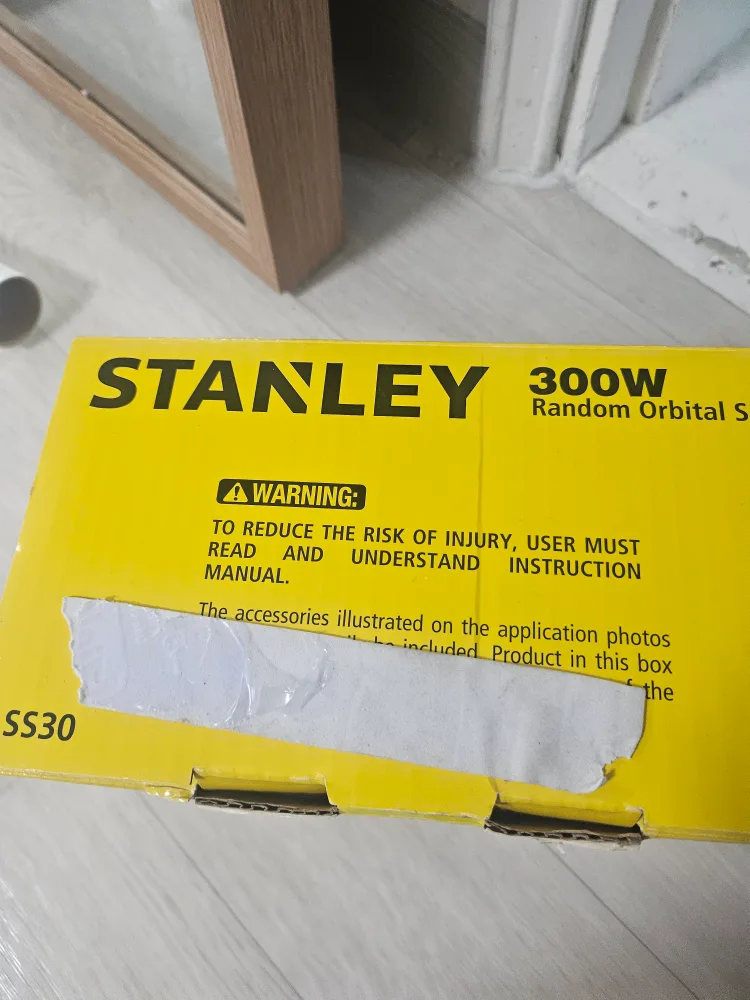 STANLEY
300W
Random Orbital S
WARNING:
TO REDUCE THE RISK OF INJURY, USER MUST
READ AND UNDERSTAND INSTRUCTION
MANUAL.
The accessories illustrated on the application photos
be included. Product in this box
the
SS30